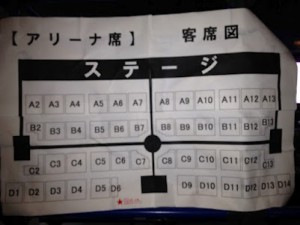 【アリーナ席】 客席図
ステージ
A2 A3 A4 A5 A6 A7 A8 A9 A10 A11 A12 A13
B2 B3 B4 B5 B6 B7 B8 B9 B10 B11 B12 B13
C2 C3 C4 C5 C6 C7 C8 C9 C10 C11 C12 C13
D1 D2 D3 D4 D5 D6 D9 D10 D11 D12 D13 D14